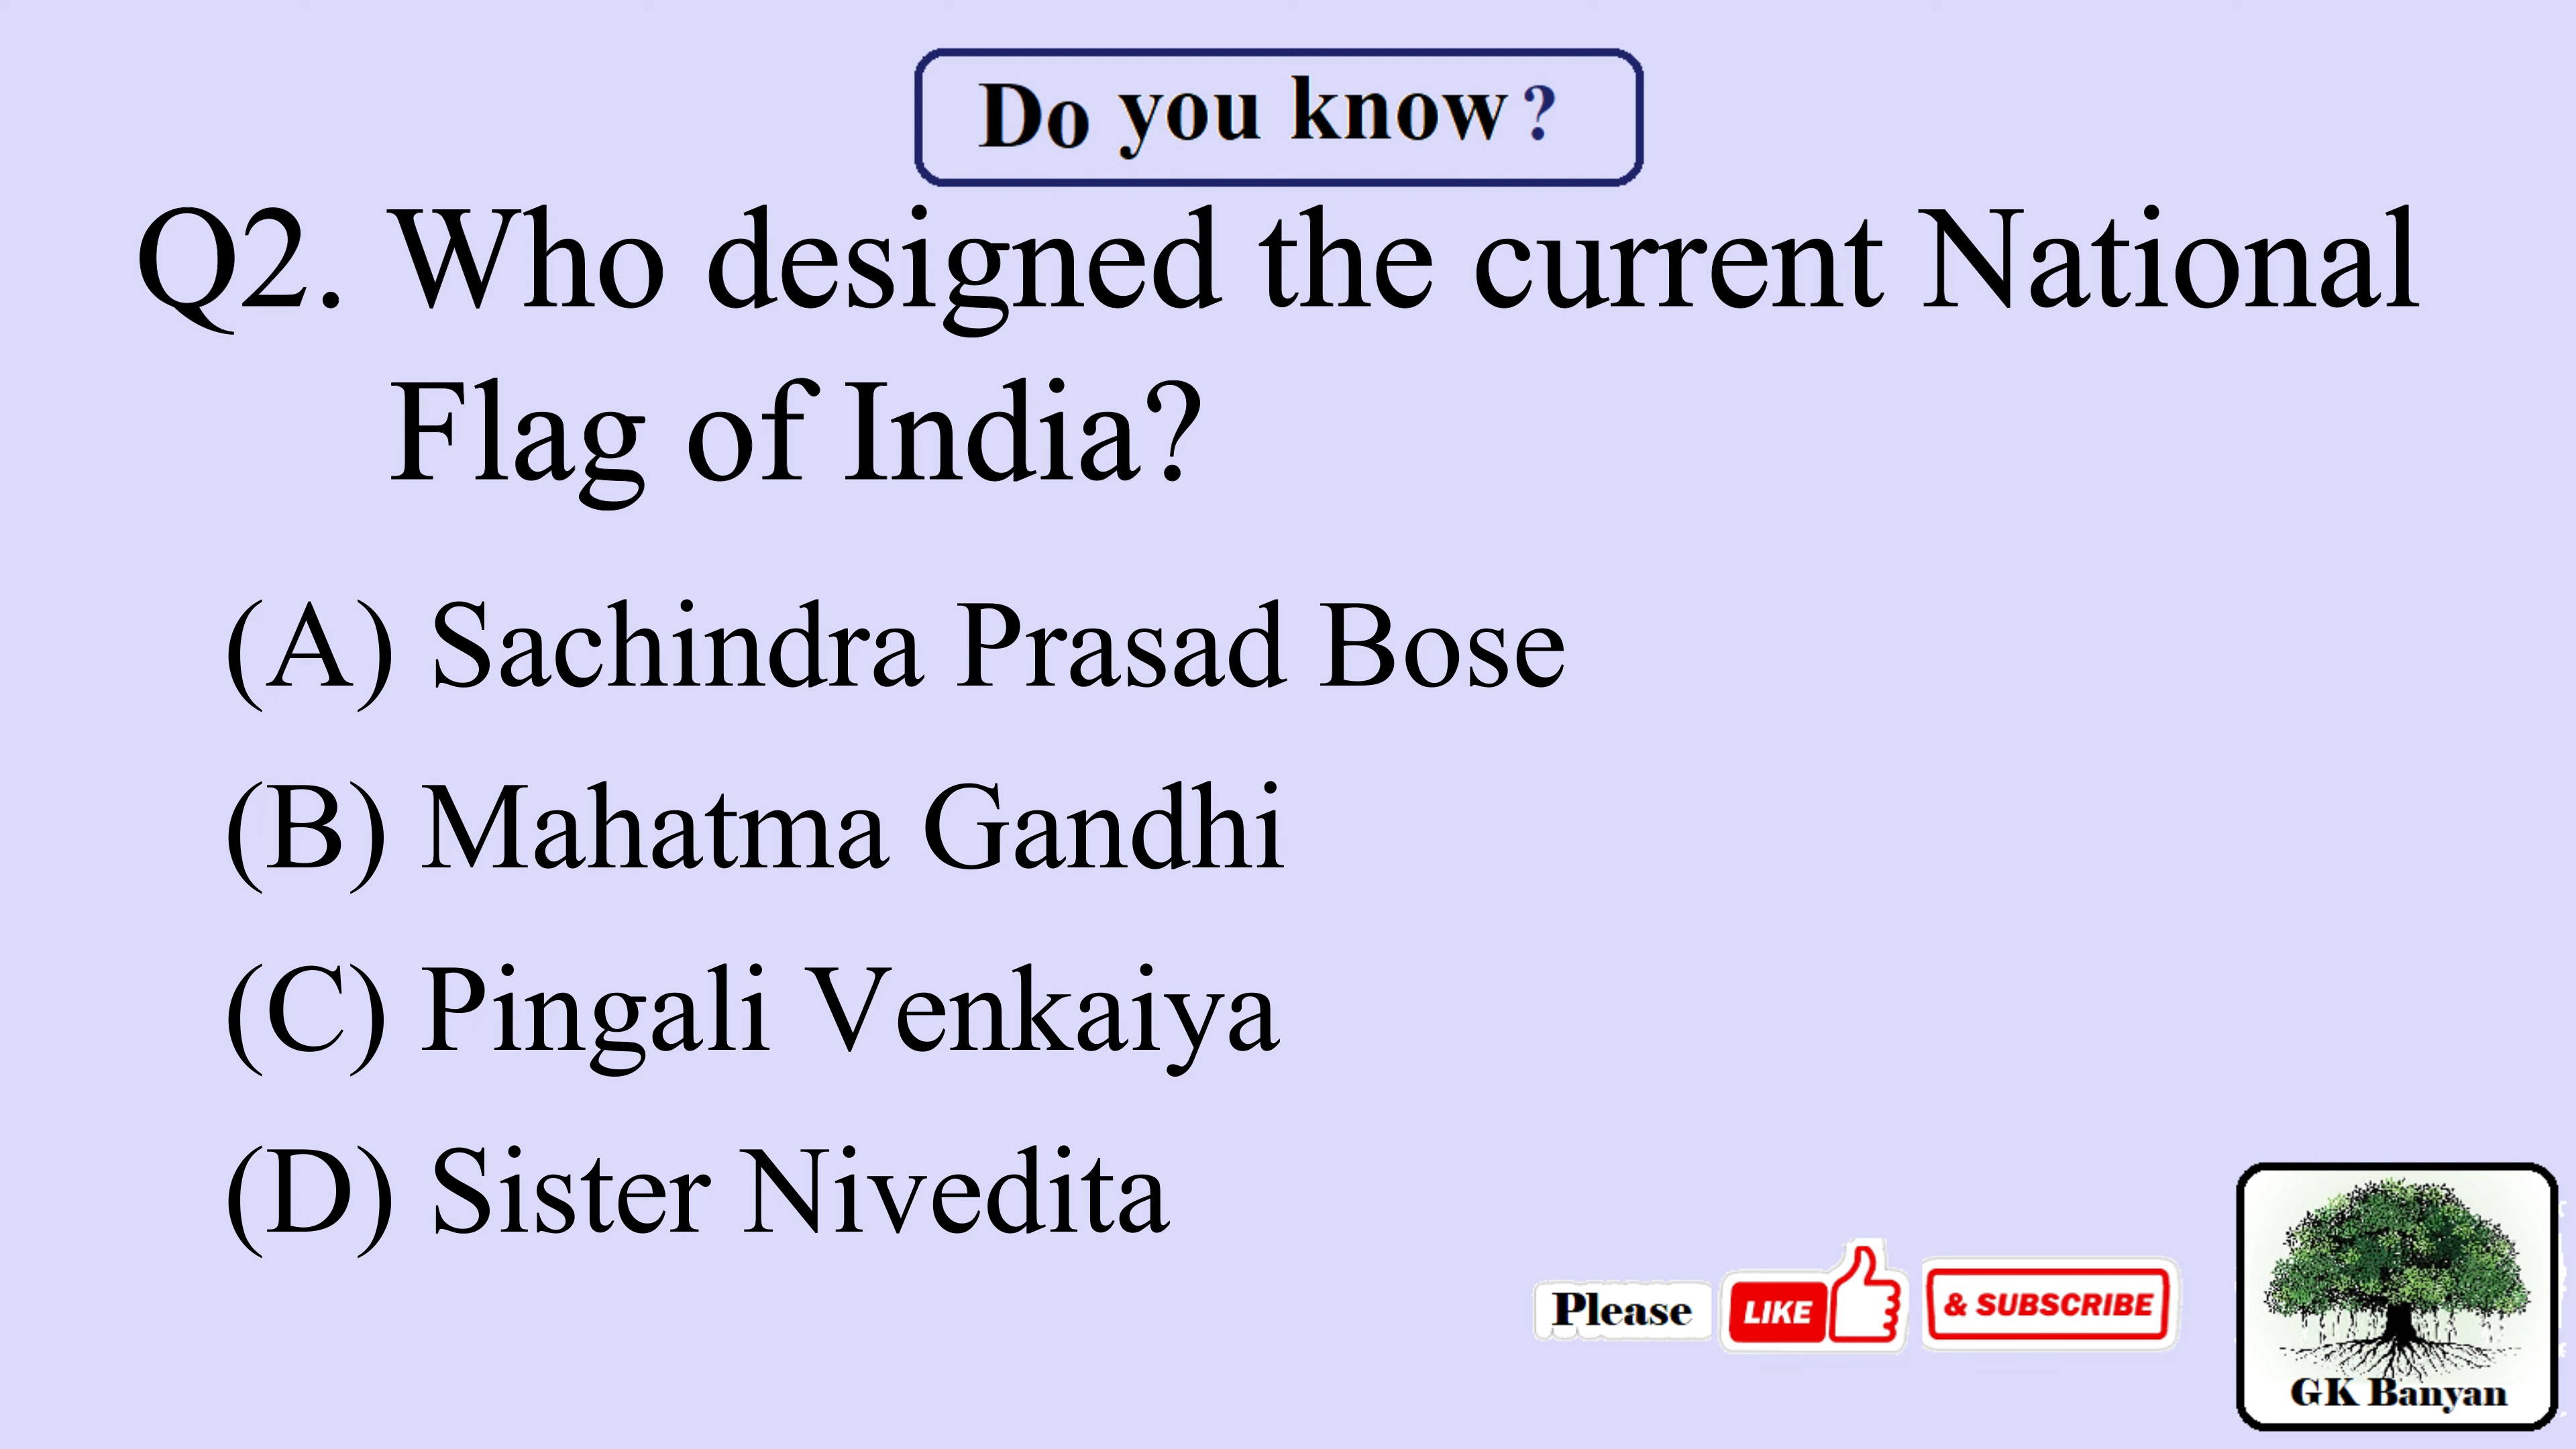 Do you know?
Q2. Who designed the current National
Flag of India?
(A) Sachindra Prasad Bose
(B) Mahatma Gandhi
(C) Pingali Venkaiya
(D) Sister Nivedita
Please LIKE & SUBSCRIBE
GK Banyan